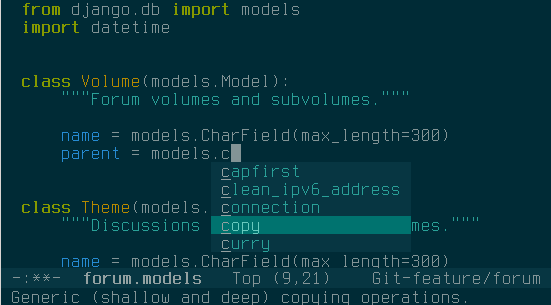 from django.db import models
import datetime
class Volume(models.Model):
"""Forum volumes and subvolumes."""
name = models.CharField(max_length=300)
parent = models.c
capfirst
clean_ipv6_address
class Theme(models.
connection
"""Discussions
copy
mes."""
curry
name = models.CharField(max_length=300)
-:**-  forum.models   Top (9,21)    Git-feature/forum
Generic (shallow and deep) copying operations.